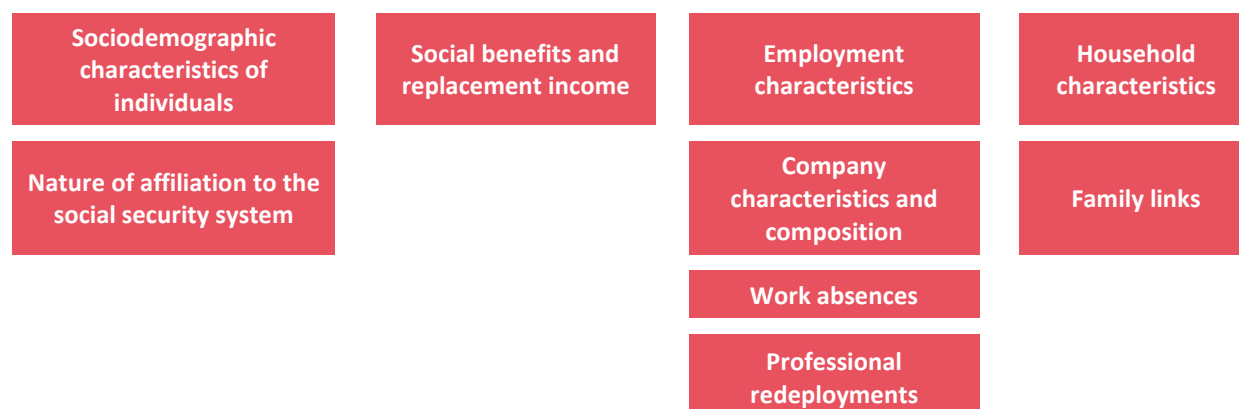 Sociodemographic
characteristics of
individuals
Social benefits and
replacement income
Employment
characteristics
Household
characteristics
Nature of affiliation to the
social security system
Company
characteristics and
composition
Family links
Work absences
Professional
redeployments